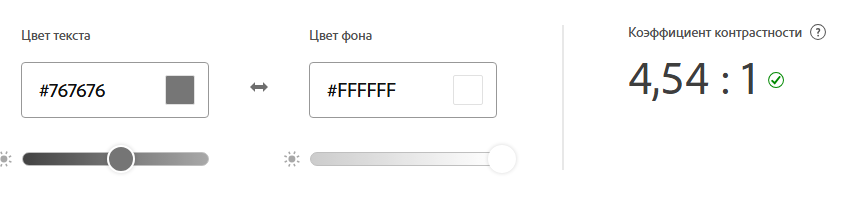 Цвет текста
Цвет фона
Коэффициент контрастности ?
#767676
#FFFFFF
4,54 : 1